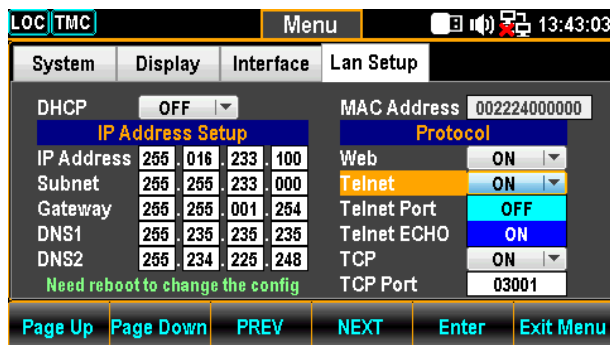 LOC TMC Menu 13:43:03
System Display Interface Lan Setup
DHCP OFF MAC Address 002224000000
IP Address Setup Protocol
IP Address 255 . 016 . 233 . 100 Web ON
Subnet 255 . 255 . 233 . 000 Telnet ON
Gateway 255 . 255 . 001 . 254 Telnet Port OFF
DNS1 255 . 235 . 235 . 235 Telnet ECHO ON
DNS2 255 . 234 . 225 . 248 TCP ON
Need reboot to change the config TCP Port 03001
Page Up Page Down PREV NEXT Enter Exit Menu